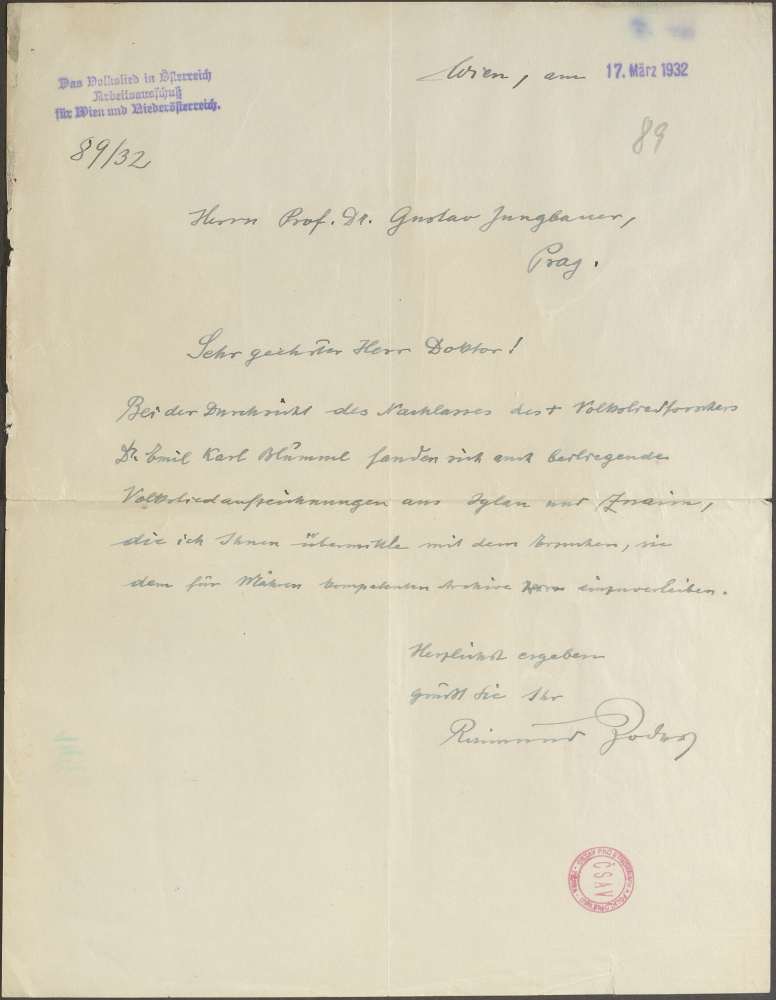 Das Volkslied in Österreich
Arbeitsausschuß
für Wien und Niederösterreich.
Wien, am 17. März 1932
89/32
89
Herrn Prof. Dr. Gustav Jungbauer,
Prag.
Sehr geehrter Herr Doktor!
Bei der Durchsicht des Nachlasses des + Volksliedforschers
Dr. Emil Karl Blümml fanden sich auch beiliegende
Volksliedaufzeichnungen aus Iglau und Znaim,
die ich Ihnen übermittle mit dem Ersuchen, sie
dem für Mähren kompetenten Archive einzuverleiben.
Herzlichst ergeben
grüßt Sie Ihr
Raimund Zoder
ČSAV